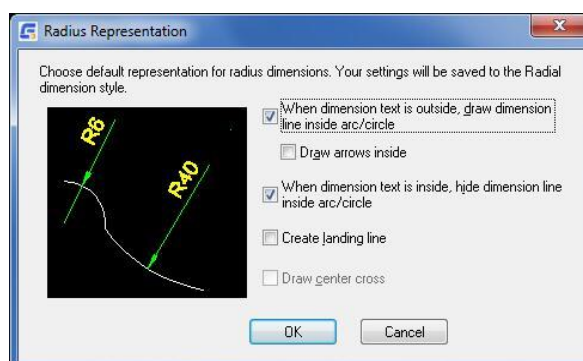 Radius Representation
Choose default representation for radius dimensions. Your settings will be saved to the Radial
dimension style.
R6
R40
When dimension text is outside, draw dimension
line inside arc/circle
Draw arrows inside
When dimension text is inside, hide dimension line
inside arc/circle
Create landing line
Draw center cross
OK
Cancel